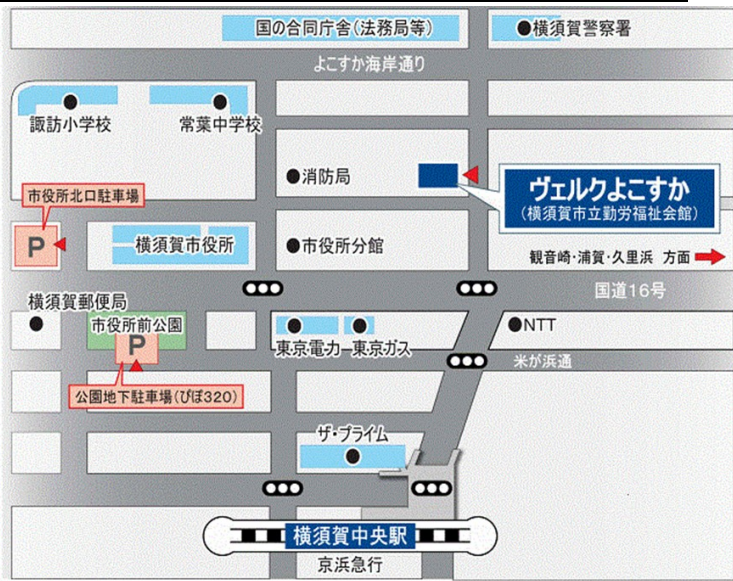 国の合同庁舎(法務局等)
横須賀警察署
よこすか海岸通り
諏訪小学校
常葉中学校
消防局
ヴェルクよこすか
(横須賀市立勤労福祉会館)
市役所北口駐車場
P
横須賀市役所
市役所分館
観音崎・浦賀・久里浜 方面
国道16号
横須賀郵便局
市役所前公園
P
東京電力
東京ガス
NTT
米が浜通
公園地下駐車場(ぴぽ320)
ザ・プライム
横須賀中央駅
京浜急行